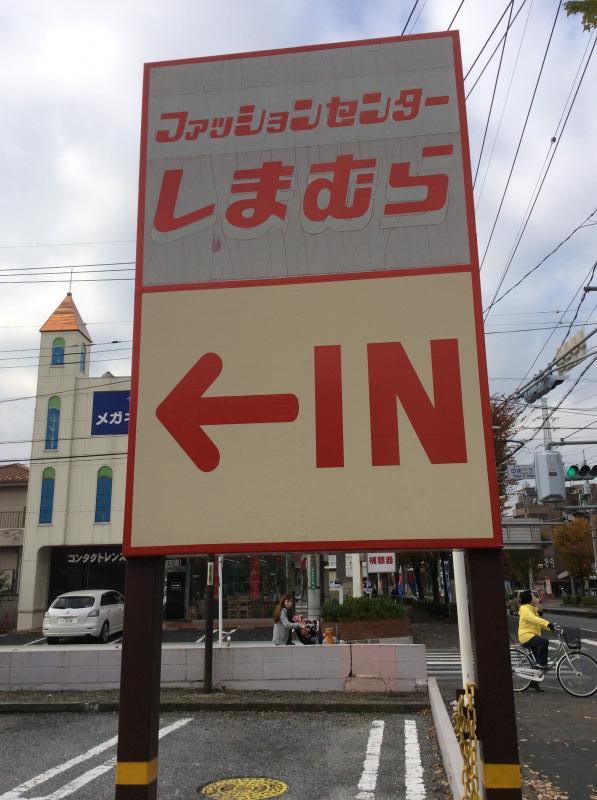 ファッションセンター
しまむら
←IN
メガネ
コンタクトレンズ
補聴器